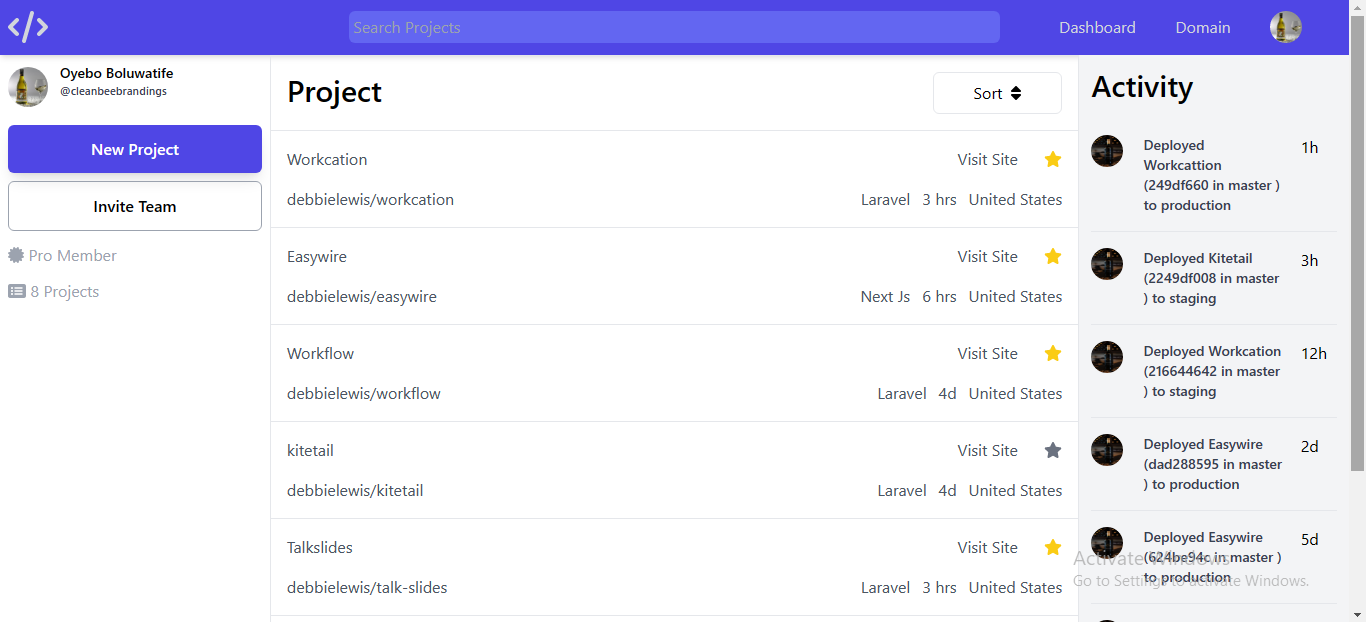 </>
Search Projects
Dashboard
Domain
Oyebo Boluwatife
@cleanbeebrandings
New Project
Invite Team
Pro Member
8 Projects
Project
Sort
Workcation
Visit Site
debbielewis/workcation
Laravel 3 hrs United States
Easywire
Visit Site
debbielewis/easywire
Next Js 6 hrs United States
Workflow
Visit Site
debbielewis/workflow
Laravel 4d United States
kitetail
Visit Site
debbielewis/kitetail
Laravel 4d United States
Talkslides
Visit Site
debbielewis/talk-slides
Laravel 3 hrs United States
Activity
Deployed
Workcattion
(249df660 in master )
to production
1h
Deployed Kitetail
(2249df008 in master
) to staging
3h
Deployed Workcation
(216644642 in master
) to staging
12h
Deployed Easywire
(dad288595 in master
) to production
2d
Deployed Easywire
(624be94c in master )
to production
5d
Activate Windows
Go to Settings to activate Windows.